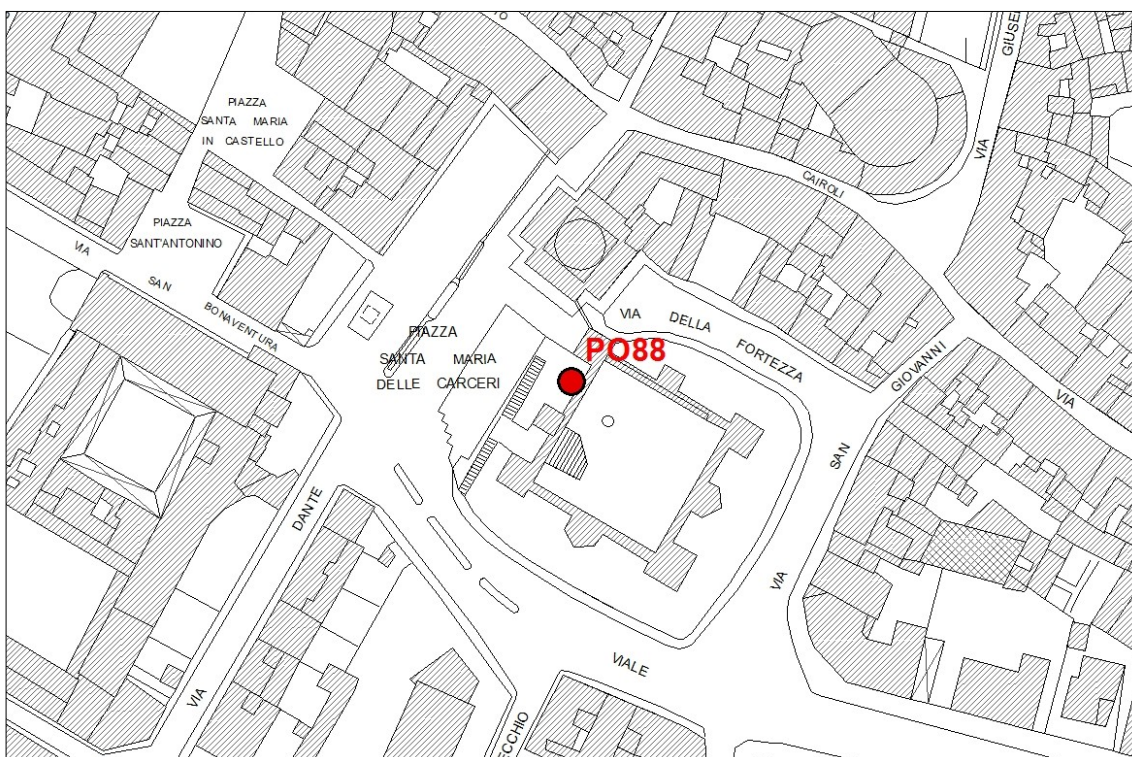 PIAZZA
SANTA MARIA
IN CASTELLO
PIAZZA
SANT'ANTONINO
VIA
SAN
BONAVENTURA
PIAZZA
SANTA MARIA
DELLE CARCERI
PO88
VIA
DELLA
FORTEZZA
CAIROLI
VIA
VIA
GIOVANNI
SAN
VIA
VIA
DANTE
VIALE